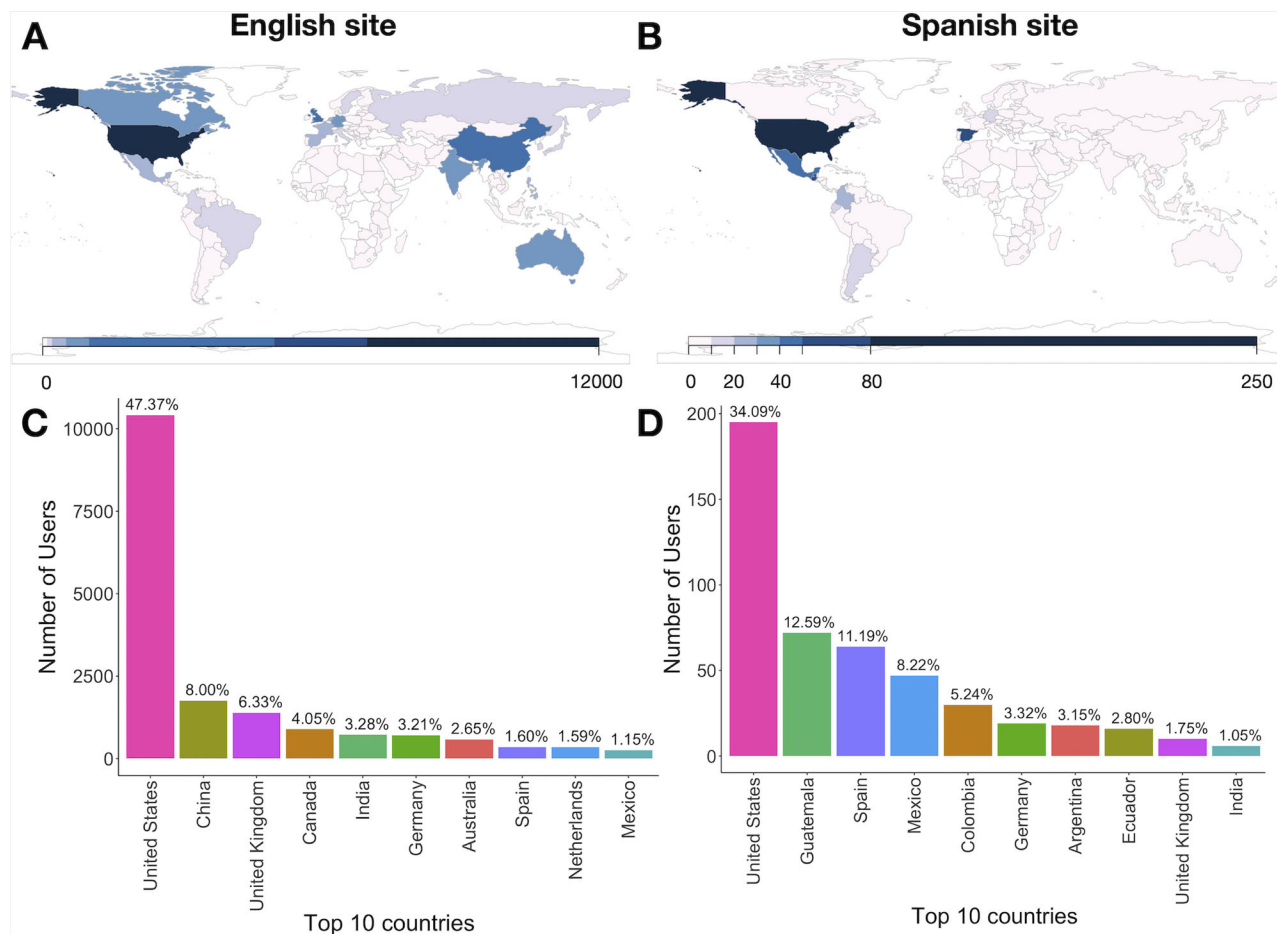 A English site
B Spanish site
0 12000
0 20 40 80 250
C
Number of Users
10000
7500
5000
2500
0
47.37%
8.00%
6.33%
4.05%
3.28%
3.21%
2.65%
1.60%
1.59%
1.15%
United States
China
United Kingdom
Canada
India
Germany
Australia
Spain
Netherlands
Mexico
Top 10 countries
D
Number of Users
200
150
100
50
0
34.09%
12.59%
11.19%
8.22%
5.24%
3.32%
3.15%
2.80%
1.75%
1.05%
United States
Guatemala
Spain
Mexico
Colombia
Germany
Argentina
Ecuador
United Kingdom
India
Top 10 countries